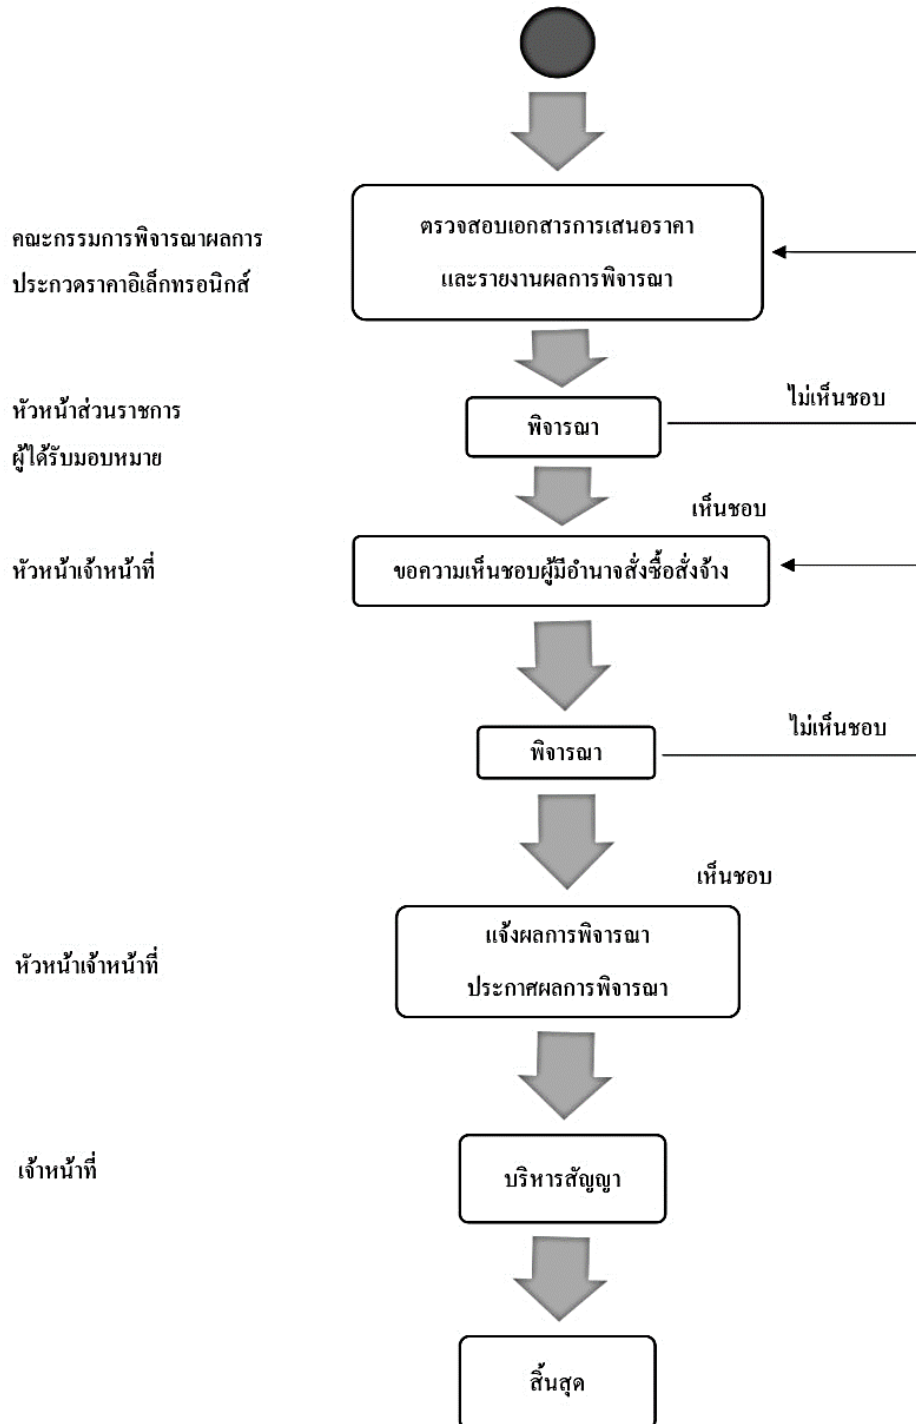 คณะกรรมการพิจารณาผลการ
ประกวดราคาอิเล็กทรอนิกส์
ตรวจสอบเอกสารการเสนอราคา
และรายงานผลการพิจารณา
หัวหน้าส่วนราชการ
ผู้ได้รับมอบหมาย
พิจารณา
ไม่เห็นชอบ
เห็นชอบ
หัวหน้าเจ้าหน้าที่
ขอความเห็นชอบผู้มีอำนาจสั่งซื้อสั่งจ้าง
พิจารณา
ไม่เห็นชอบ
เห็นชอบ
หัวหน้าเจ้าหน้าที่
แจ้งผลการพิจารณา
ประกาศผลการพิจารณา
เจ้าหน้าที่
บริหารสัญญา
สิ้นสุด